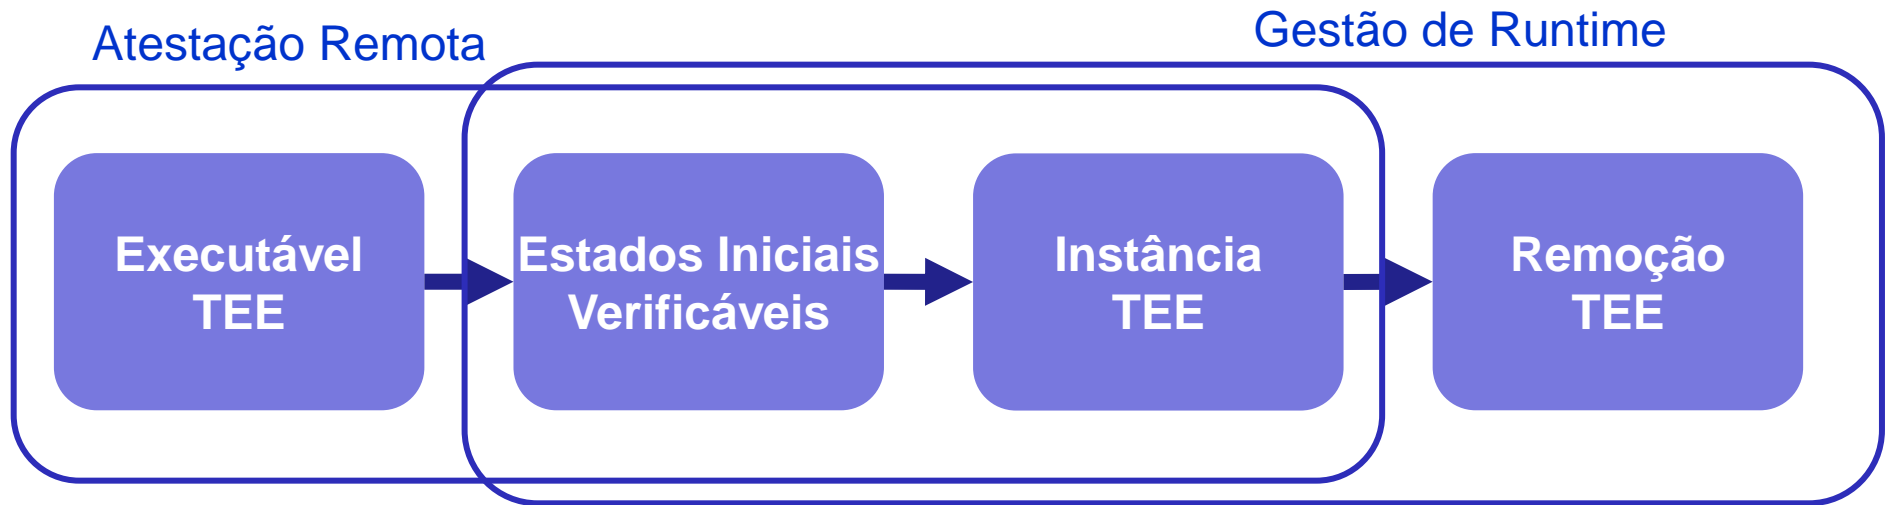 Atestação Remota
Gestão de Runtime
Executável
TEE
Estados Iniciais
Verificáveis
Instância
TEE
Remoção
TEE